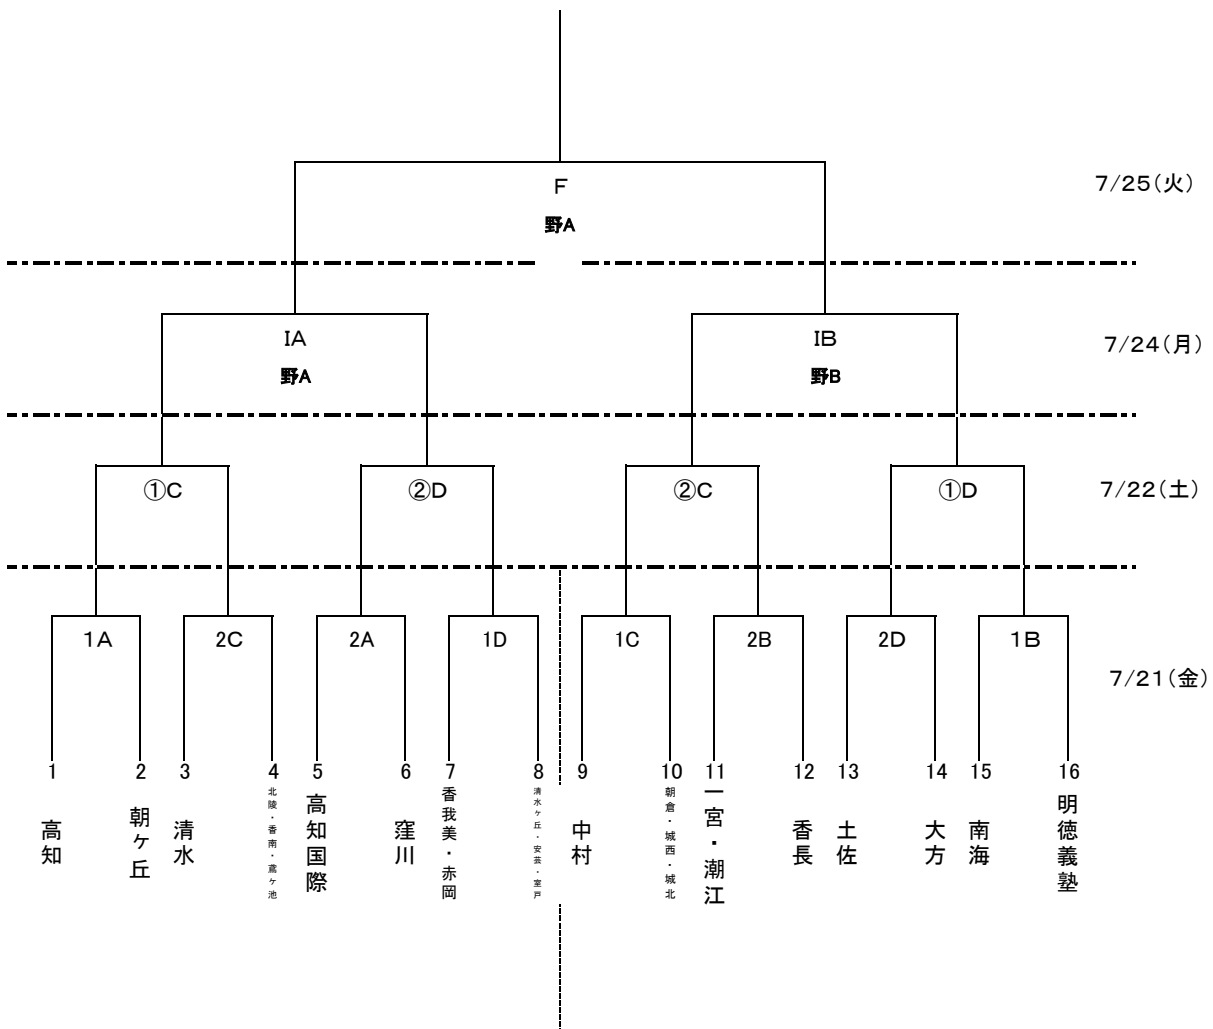 F
7/25(火)
野A
IA
IB
7/24(月)
野A
野B
①C
②D
②C
①D
7/22(土)
1A
2C
2A
1D
1C
2B
2D
1B
7/21(金)
1
2
3
4
5
6
7
8
9
10
11
12
13
14
15
16
高知
朝ヶ丘
清水
北陵・香南・鳶ヶ池
高知国際
窪川
香我美・赤岡
清水ヶ丘・安芸・室戸
中村
朝倉・城西・城北
一宮・潮江
香長
土佐
大方
南海
明徳義塾